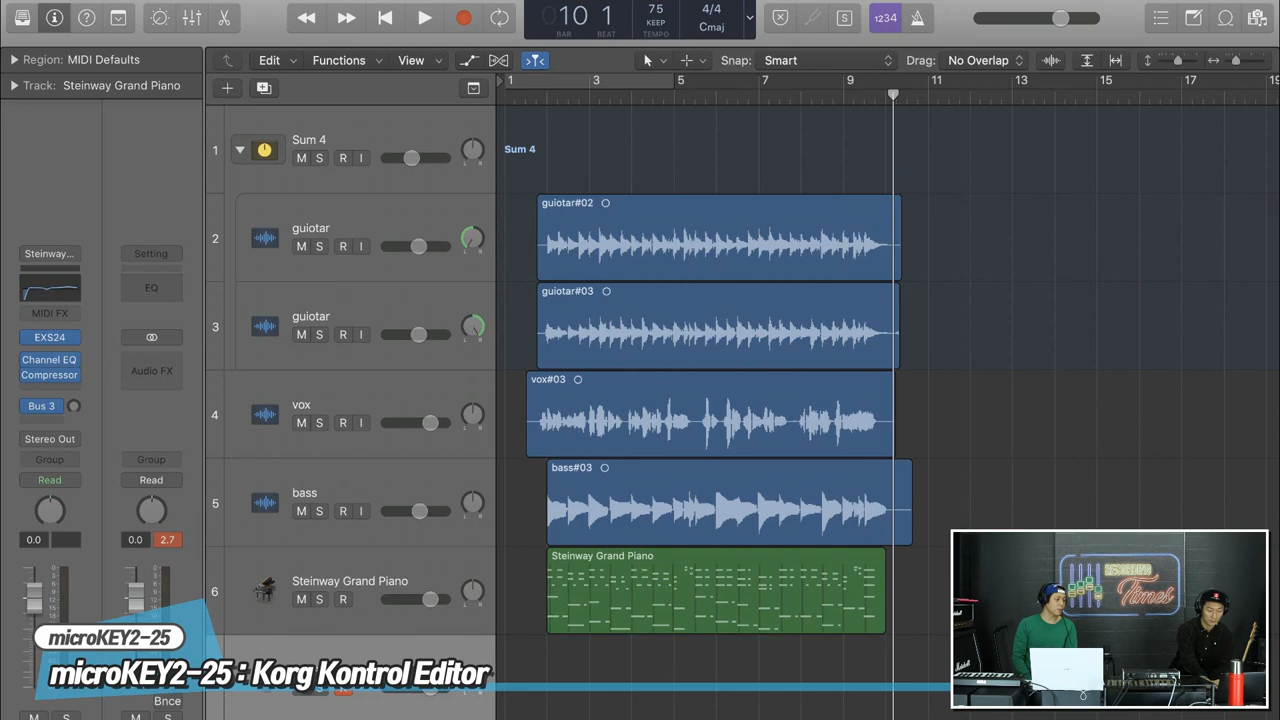 10 1
BAR BEAT
75
KEEP
TEMPO
4/4
Cmaj
S
1234
Region: MIDI Defaults
Track: Steinway Grand Piano
Edit
Functions
View
Snap: Smart
Drag: No Overlap
1 3 5 7 9 11 13 15 17 19
1
Sum 4
M S R I
L R
Sum 4
2
guiotar
M S R I
L R
guiotar#02
3
guiotar
M S R I
L R
guiotar#03
4
vox
M S R I
L R
vox#03
5
bass
M S R I
L R
bass#03
6
Steinway Grand Piano
M S R
L R
Steinway Grand Piano
Steinway... Setting
EQ
MIDI FX
EXS24
Channel EQ
Compressor
Audio FX
Bus 3
Stereo Out
Group Group
Read Read
0.0 0.0 2.7
Bnce
M S M S
microKEY2-25
microKEY2-25 : Korg Kontrol Editor
Times
Marshall